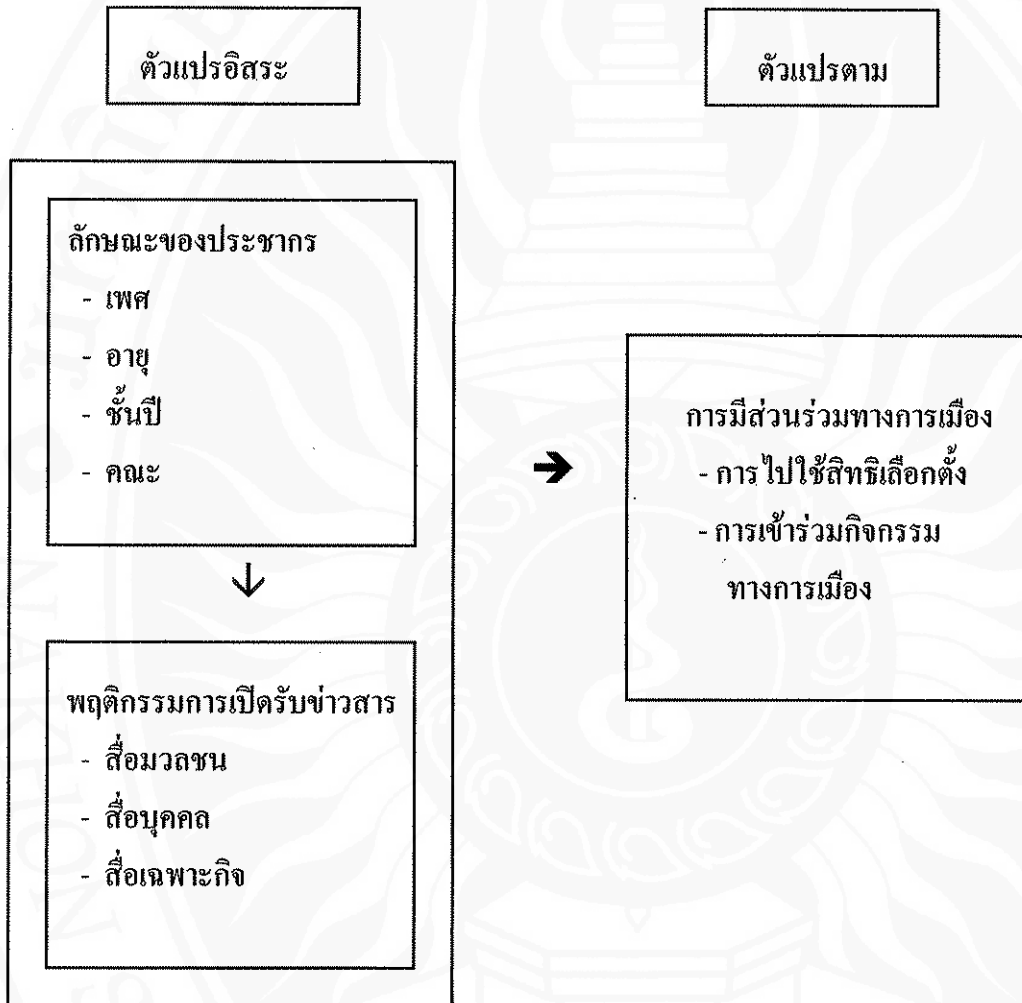 ตัวแปรอิสระ
ตัวแปรตาม
ลักษณะของประชากร
- เพศ
- อายุ
- ชั้นปี
- คณะ
พฤติกรรมการเปิดรับข่าวสาร
- สื่อมวลชน
- สื่อบุคคล
- สื่อเฉพาะกิจ
การมีส่วนร่วมทางการเมือง
- การไปใช้สิทธิเลือกตั้ง
- การเข้าร่วมกิจกรรม
ทางการเมือง